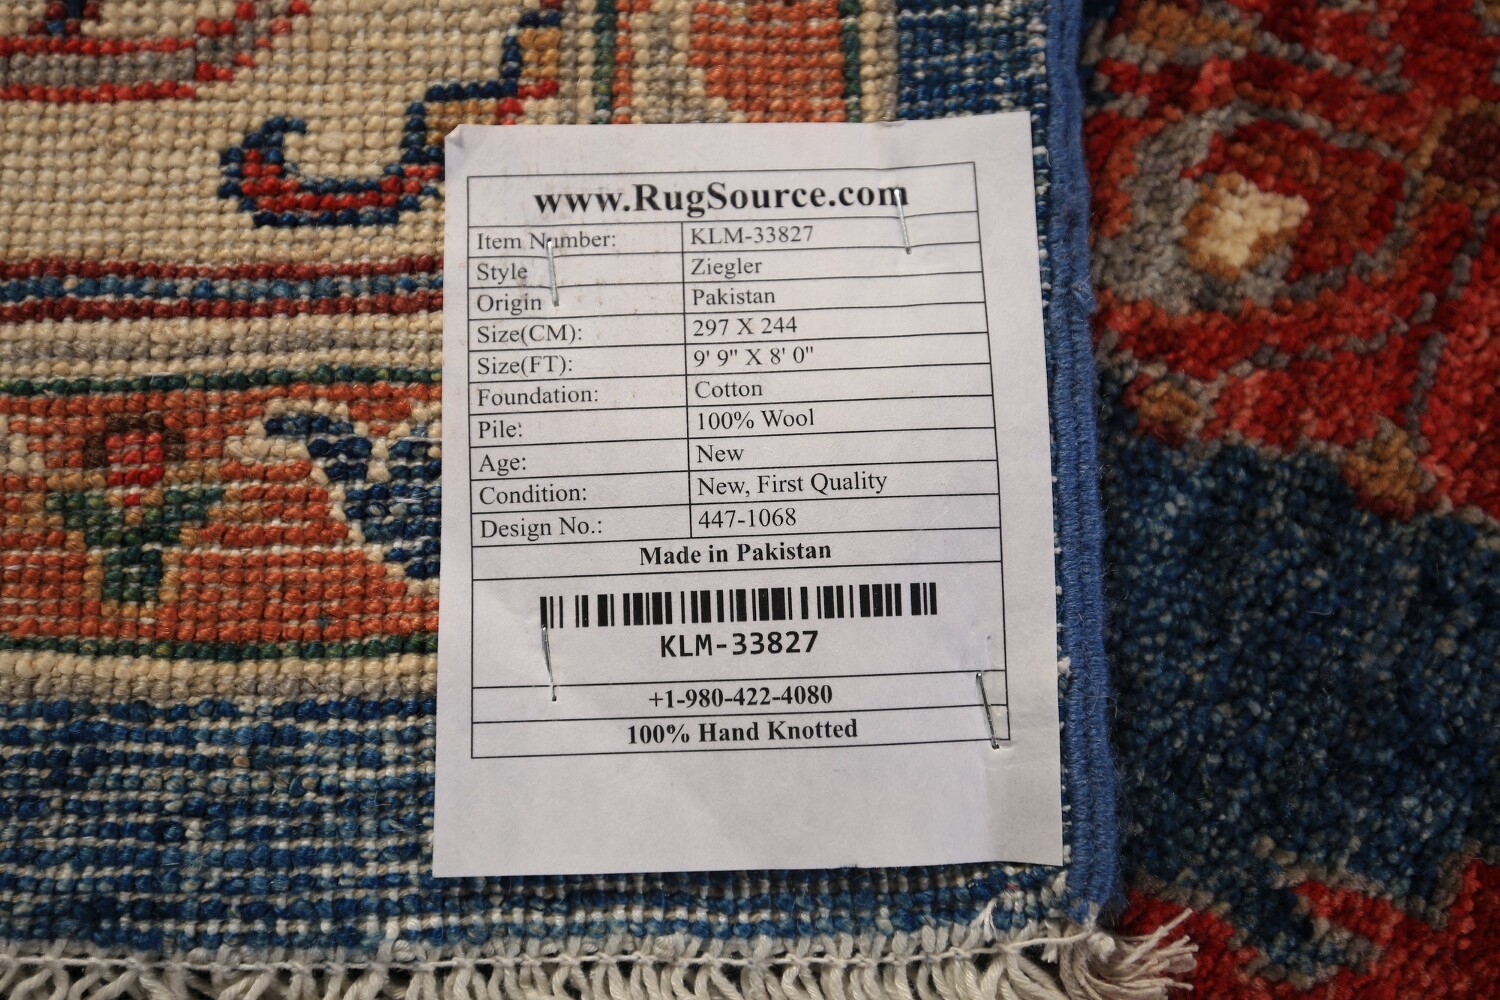 www.RugSource.com
Item Number: KLM-33827
Style Ziegler
Origin Pakistan
Size(CM): 297 X 244
Size(FT): 9' 9" X 8' 0"
Foundation: Cotton
Pile: 100% Wool
Age: New
Condition: New, First Quality
Design No.: 447-1068
Made in Pakistan
KLM-33827
+1-980-422-4080
100% Hand Knotted